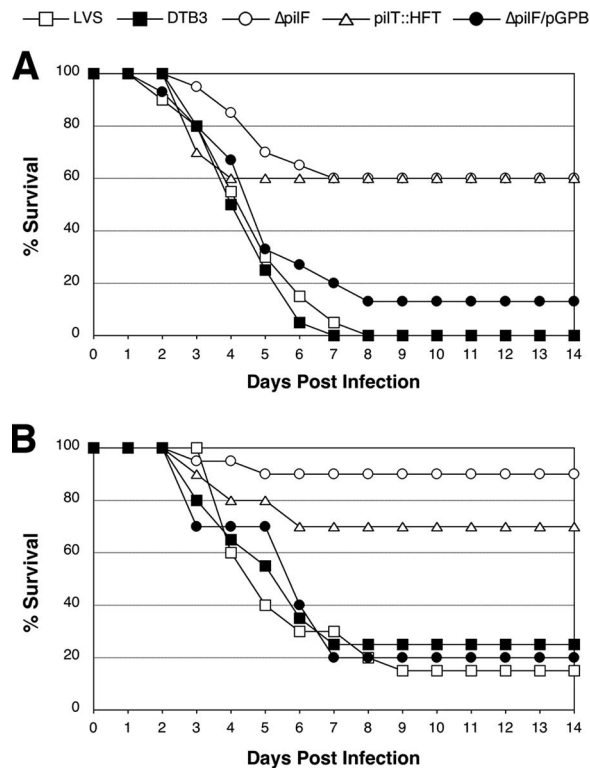 LVS DTB3 ΔpilF pilT::HFT ΔpilF/pGPB
A
100
80
60
40
20
0
% Survival
0 1 2 3 4 5 6 7 8 9 10 11 12 13 14
Days Post Infection
B
100
80
60
40
20
0
% Survival
0 1 2 3 4 5 6 7 8 9 10 11 12 13 14
Days Post Infection